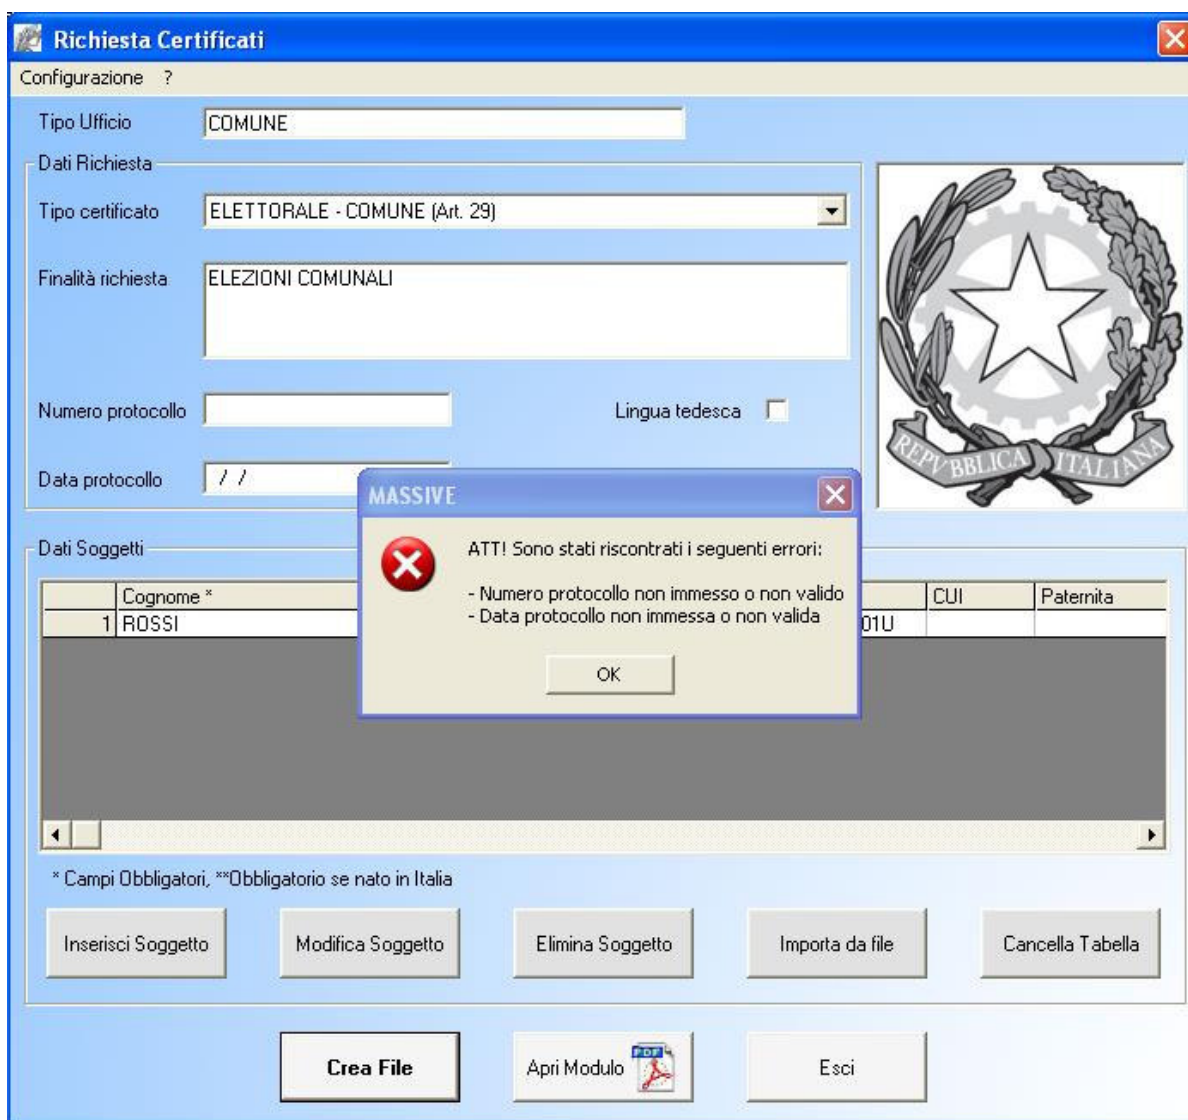 Richiesta Certificati
Configurazione ?
Tipo Ufficio COMUNE
Dati Richiesta
Tipo certificato ELETTORALE - COMUNE (Art. 29)
Finalità richiesta ELEZIONI COMUNALI
Numero protocollo Lingua tedesca
Data protocollo / /
REPVBBLICA ITALIANA
MASSIVE
ATT! Sono stati riscontrati i seguenti errori:
- Numero protocollo non immesso o non valido
- Data protocollo non immessa o non valida
OK
Dati Soggetti
Cognome * CUI Paternita
1 ROSSI 01U
* Campi Obbligatori, **Obbligatorio se nato in Italia
Inserisci Soggetto Modifica Soggetto Elimina Soggetto Importa da file Cancella Tabella
Crea File Apri Modulo PDF Esci